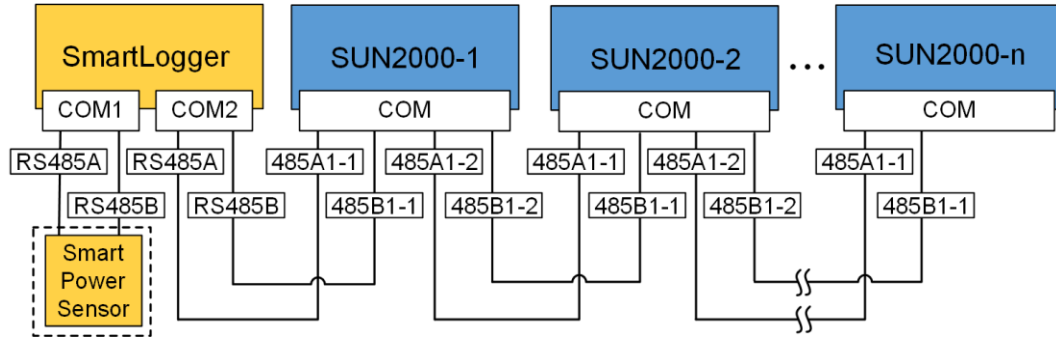 SmartLogger
SUN2000-1
SUN2000-2
...
SUN2000-n
COM1
COM2
COM
COM
COM
RS485A
RS485A
485A1-1
485A1-2
485A1-1
485A1-2
485A1-1
RS485B
RS485B
485B1-1
485B1-2
485B1-1
485B1-2
485B1-1
Smart
Power
Sensor